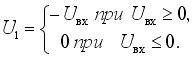 U₁ = { − Uвх при Uвх ≥ 0,
0 при Uвх ≤ 0.